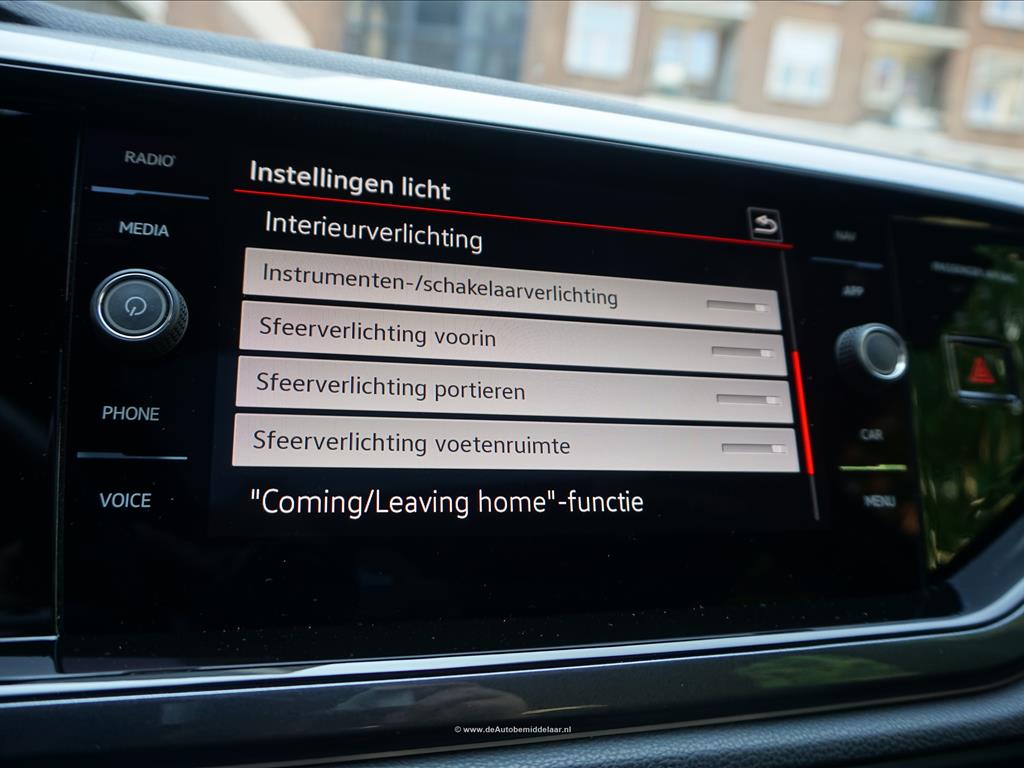 RADIO
MEDIA
PHONE
VOICE
Instellingen licht
Interieurverlichting
Instrumenten-/schakelaarverlichting
Sfeerverlichting voorin
Sfeerverlichting portieren
Sfeerverlichting voetenruimte
"Coming/Leaving home"-functie
NAV
APP
CAR
MENU
© www.deAutobemiddelaar.nl